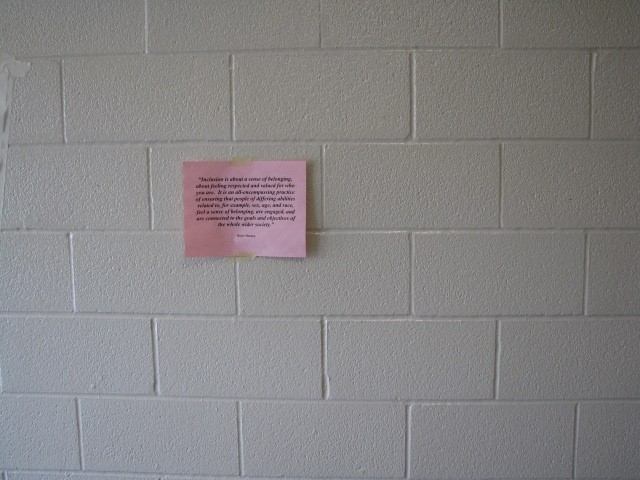 "Inclusion is about a sense of belonging,
about feeling respected and valued for who
you are. It is an all-encompassing practice
of ensuring that people of differing abilities
related to, for example, sex, age, and race,
feel a sense of belonging, are engaged, and
are connected to the goals and objectives of
the whole wider society."